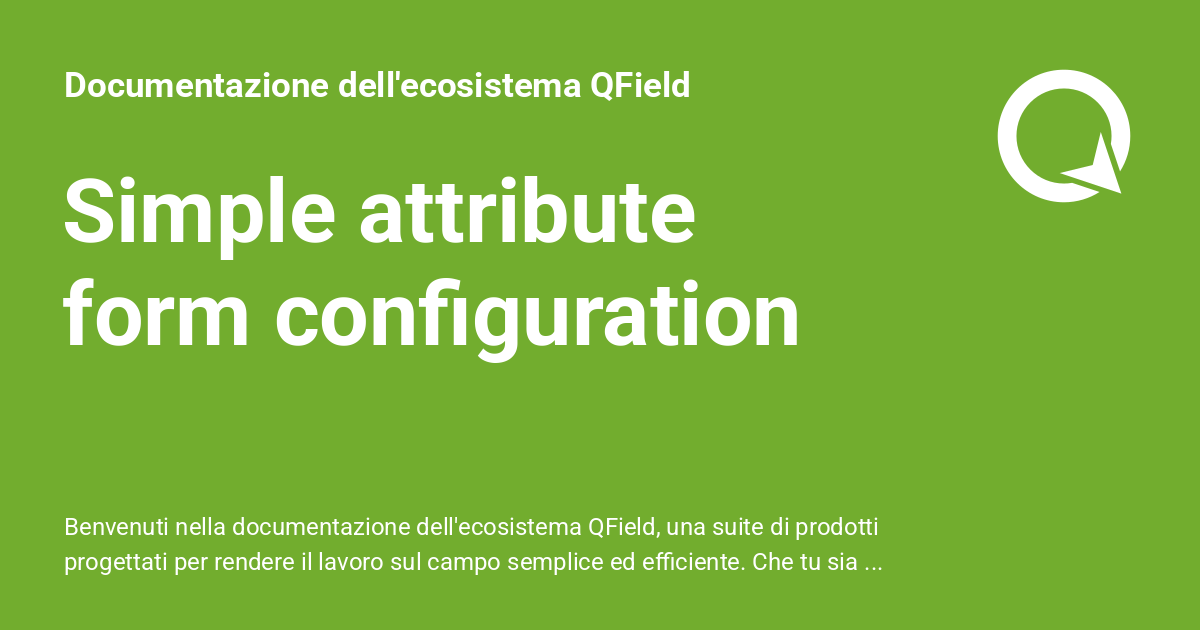 Documentazione dell'ecosistema QField
Simple attribute
form configuration
Benvenuti nella documentazione dell'ecosistema QField, una suite di prodotti
progettati per rendere il lavoro sul campo semplice ed efficiente. Che tu sia ...